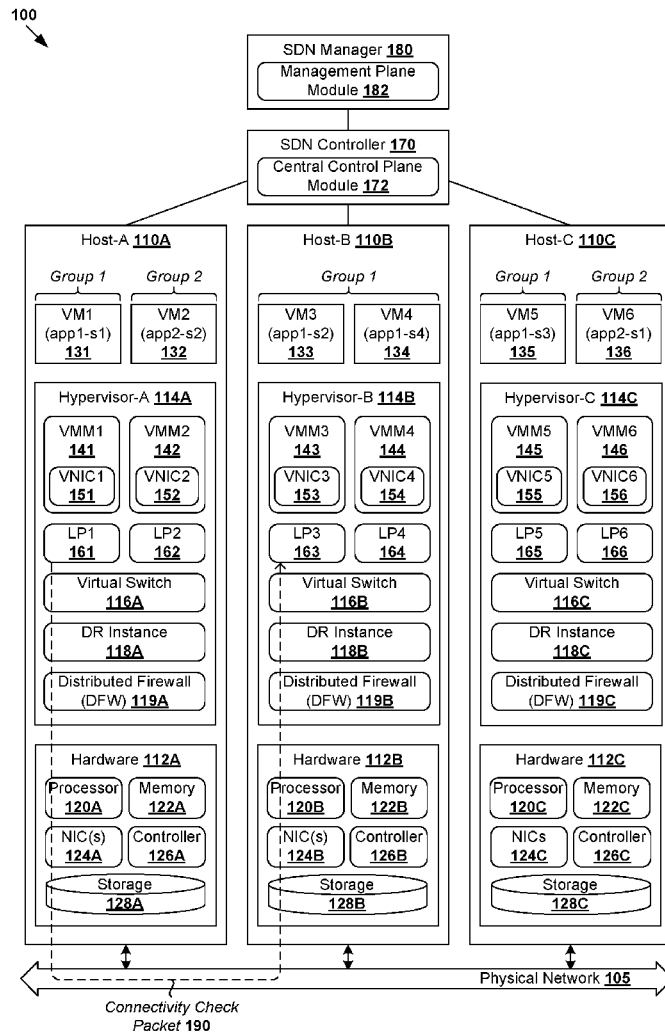 100
SDN Manager 180
Management Plane
Module 182
SDN Controller 170
Central Control Plane
Module 172
Host-A 110A
Group 1
Group 2
VM1
(app1-s1)
131
VM2
(app2-s2)
132
Hypervisor-A 114A
VMM1
141
VNIC1
151
VMM2
142
VNIC2
152
LP1
161
LP2
162
Virtual Switch
116A
DR Instance
118A
Distributed Firewall
(DFW) 119A
Hardware 112A
Processor
120A
Memory
122A
NIC(s)
124A
Controller
126A
Storage
128A
Host-B 110B
Group 1
VM3
(app1-s2)
133
VM4
(app1-s4)
134
Hypervisor-B 114B
VMM3
143
VNIC3
153
VMM4
144
VNIC4
154
LP3
163
LP4
164
Virtual Switch
116B
DR Instance
118B
Distributed Firewall
(DFW) 119B
Hardware 112B
Processor
120B
Memory
122B
NIC(s)
124B
Controller
126B
Storage
128B
Host-C 110C
Group 1
Group 2
VM5
(app1-s3)
135
VM6
(app2-s1)
136
Hypervisor-C 114C
VMM5
145
VNIC5
155
VMM6
146
VNIC6
156
LP5
165
LP6
166
Virtual Switch
116C
DR Instance
118C
Distributed Firewall
(DFW) 119C
Hardware 112C
Processor
120C
Memory
122C
NICs
124C
Controller
126C
Storage
128C
Physical Network 105
Connectivity Check
Packet 190